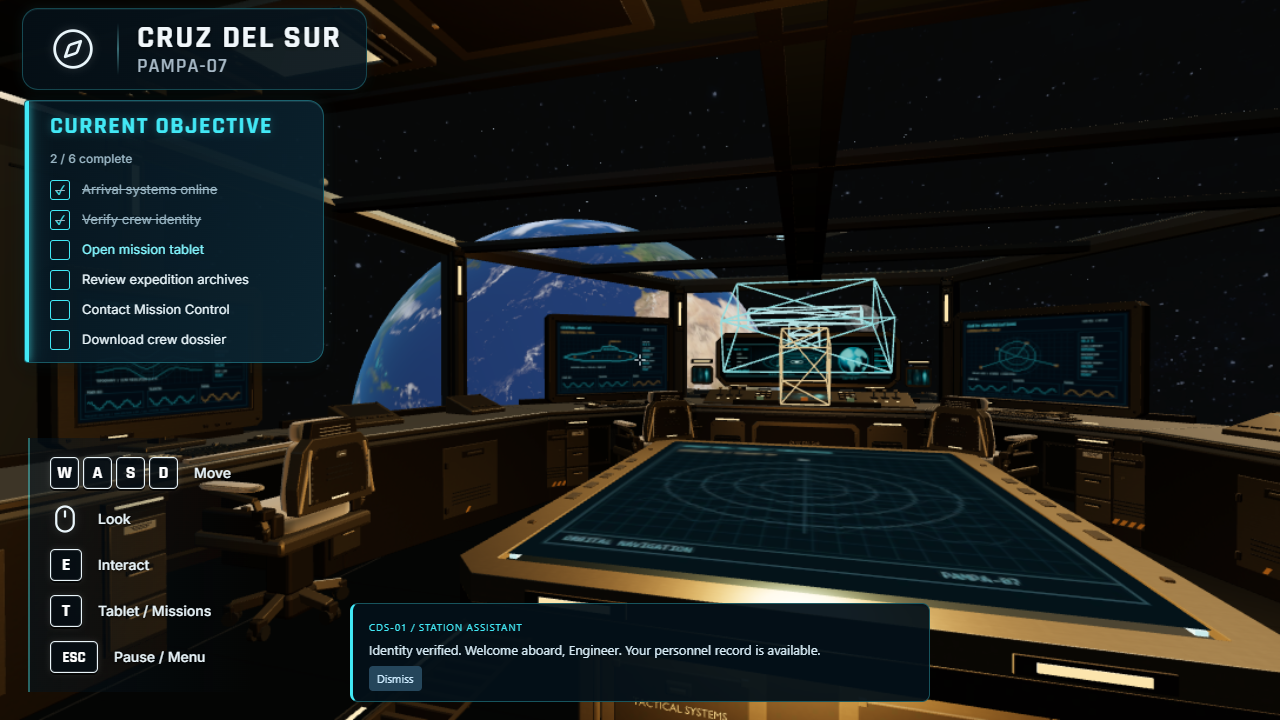 CRUZ DEL SUR
PAMPA-07
CURRENT OBJECTIVE
2 / 6 complete
Arrival systems online
Verify crew identity
Open mission tablet
Review expedition archives
Contact Mission Control
Download crew dossier
W A S D Move
Look
E Interact
T Tablet / Missions
ESC Pause / Menu
ORBITAL NAVIGATION
PAMPA-07
CDS-01 / STATION ASSISTANT
Identity verified. Welcome aboard, Engineer. Your personnel record is available.
Dismiss
TACTICAL SYSTEMS